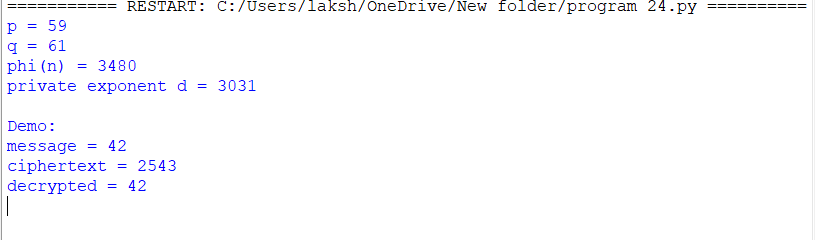 =========== RESTART: C:/Users/laksh/OneDrive/New folder/program 24.py ==========
p = 59
q = 61
phi(n) = 3480
private exponent d = 3031
Demo:
message = 42
ciphertext = 2543
decrypted = 42